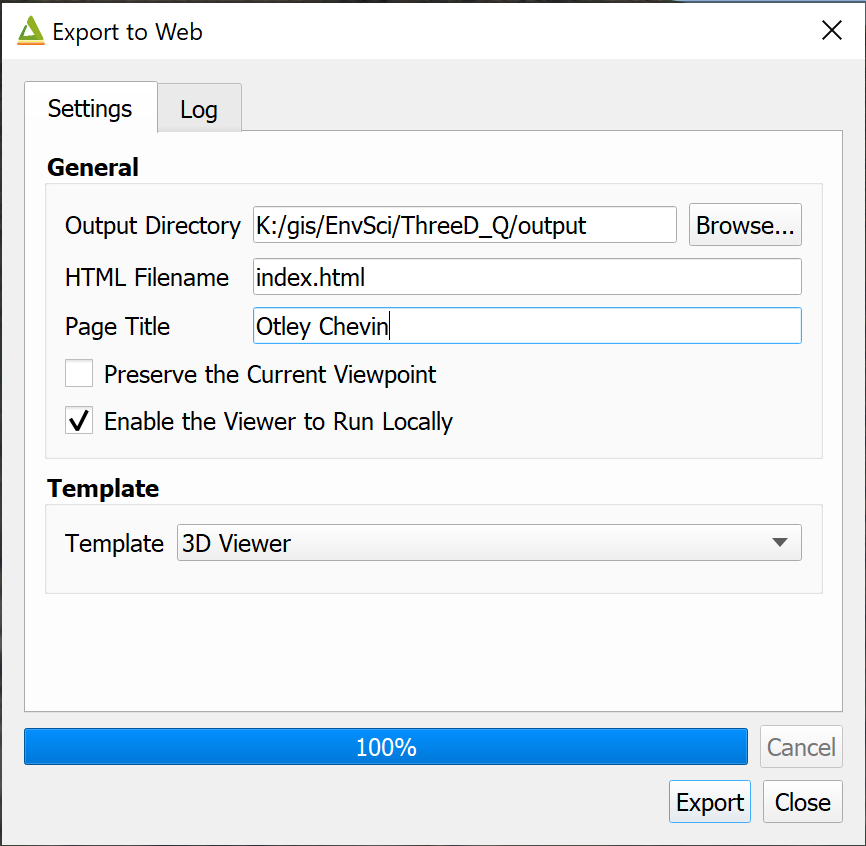 Export to Web
Settings
Log
General
Output Directory K:/gis/EnvSci/ThreeD_Q/output Browse...
HTML Filename index.html
Page Title Otley Chevin
Preserve the Current Viewpoint
Enable the Viewer to Run Locally
Template
Template 3D Viewer
100% Cancel
Export Close